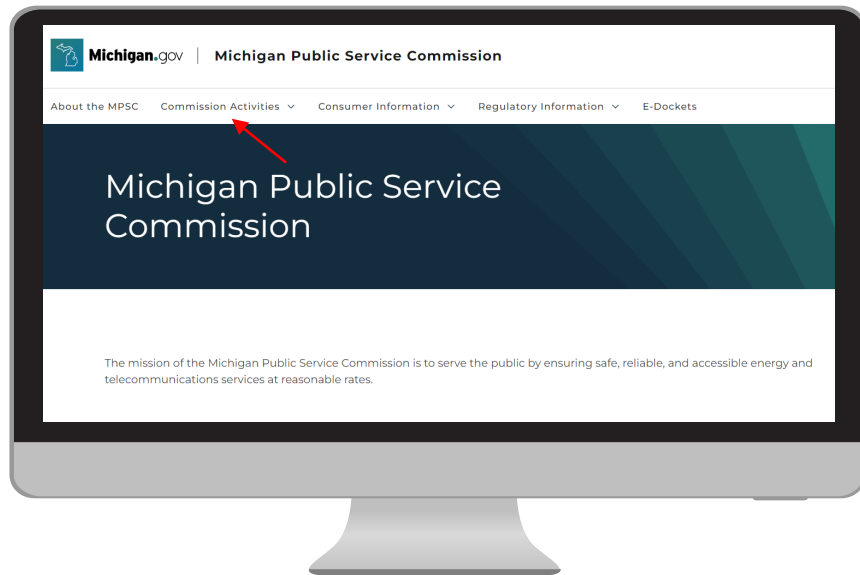 Michigan.gov | Michigan Public Service Commission
About the MPSC Commission Activities Consumer Information Regulatory Information E-Dockets
Michigan Public Service
Commission
The mission of the Michigan Public Service Commission is to serve the public by ensuring safe, reliable, and accessible energy and
telecommunications services at reasonable rates.